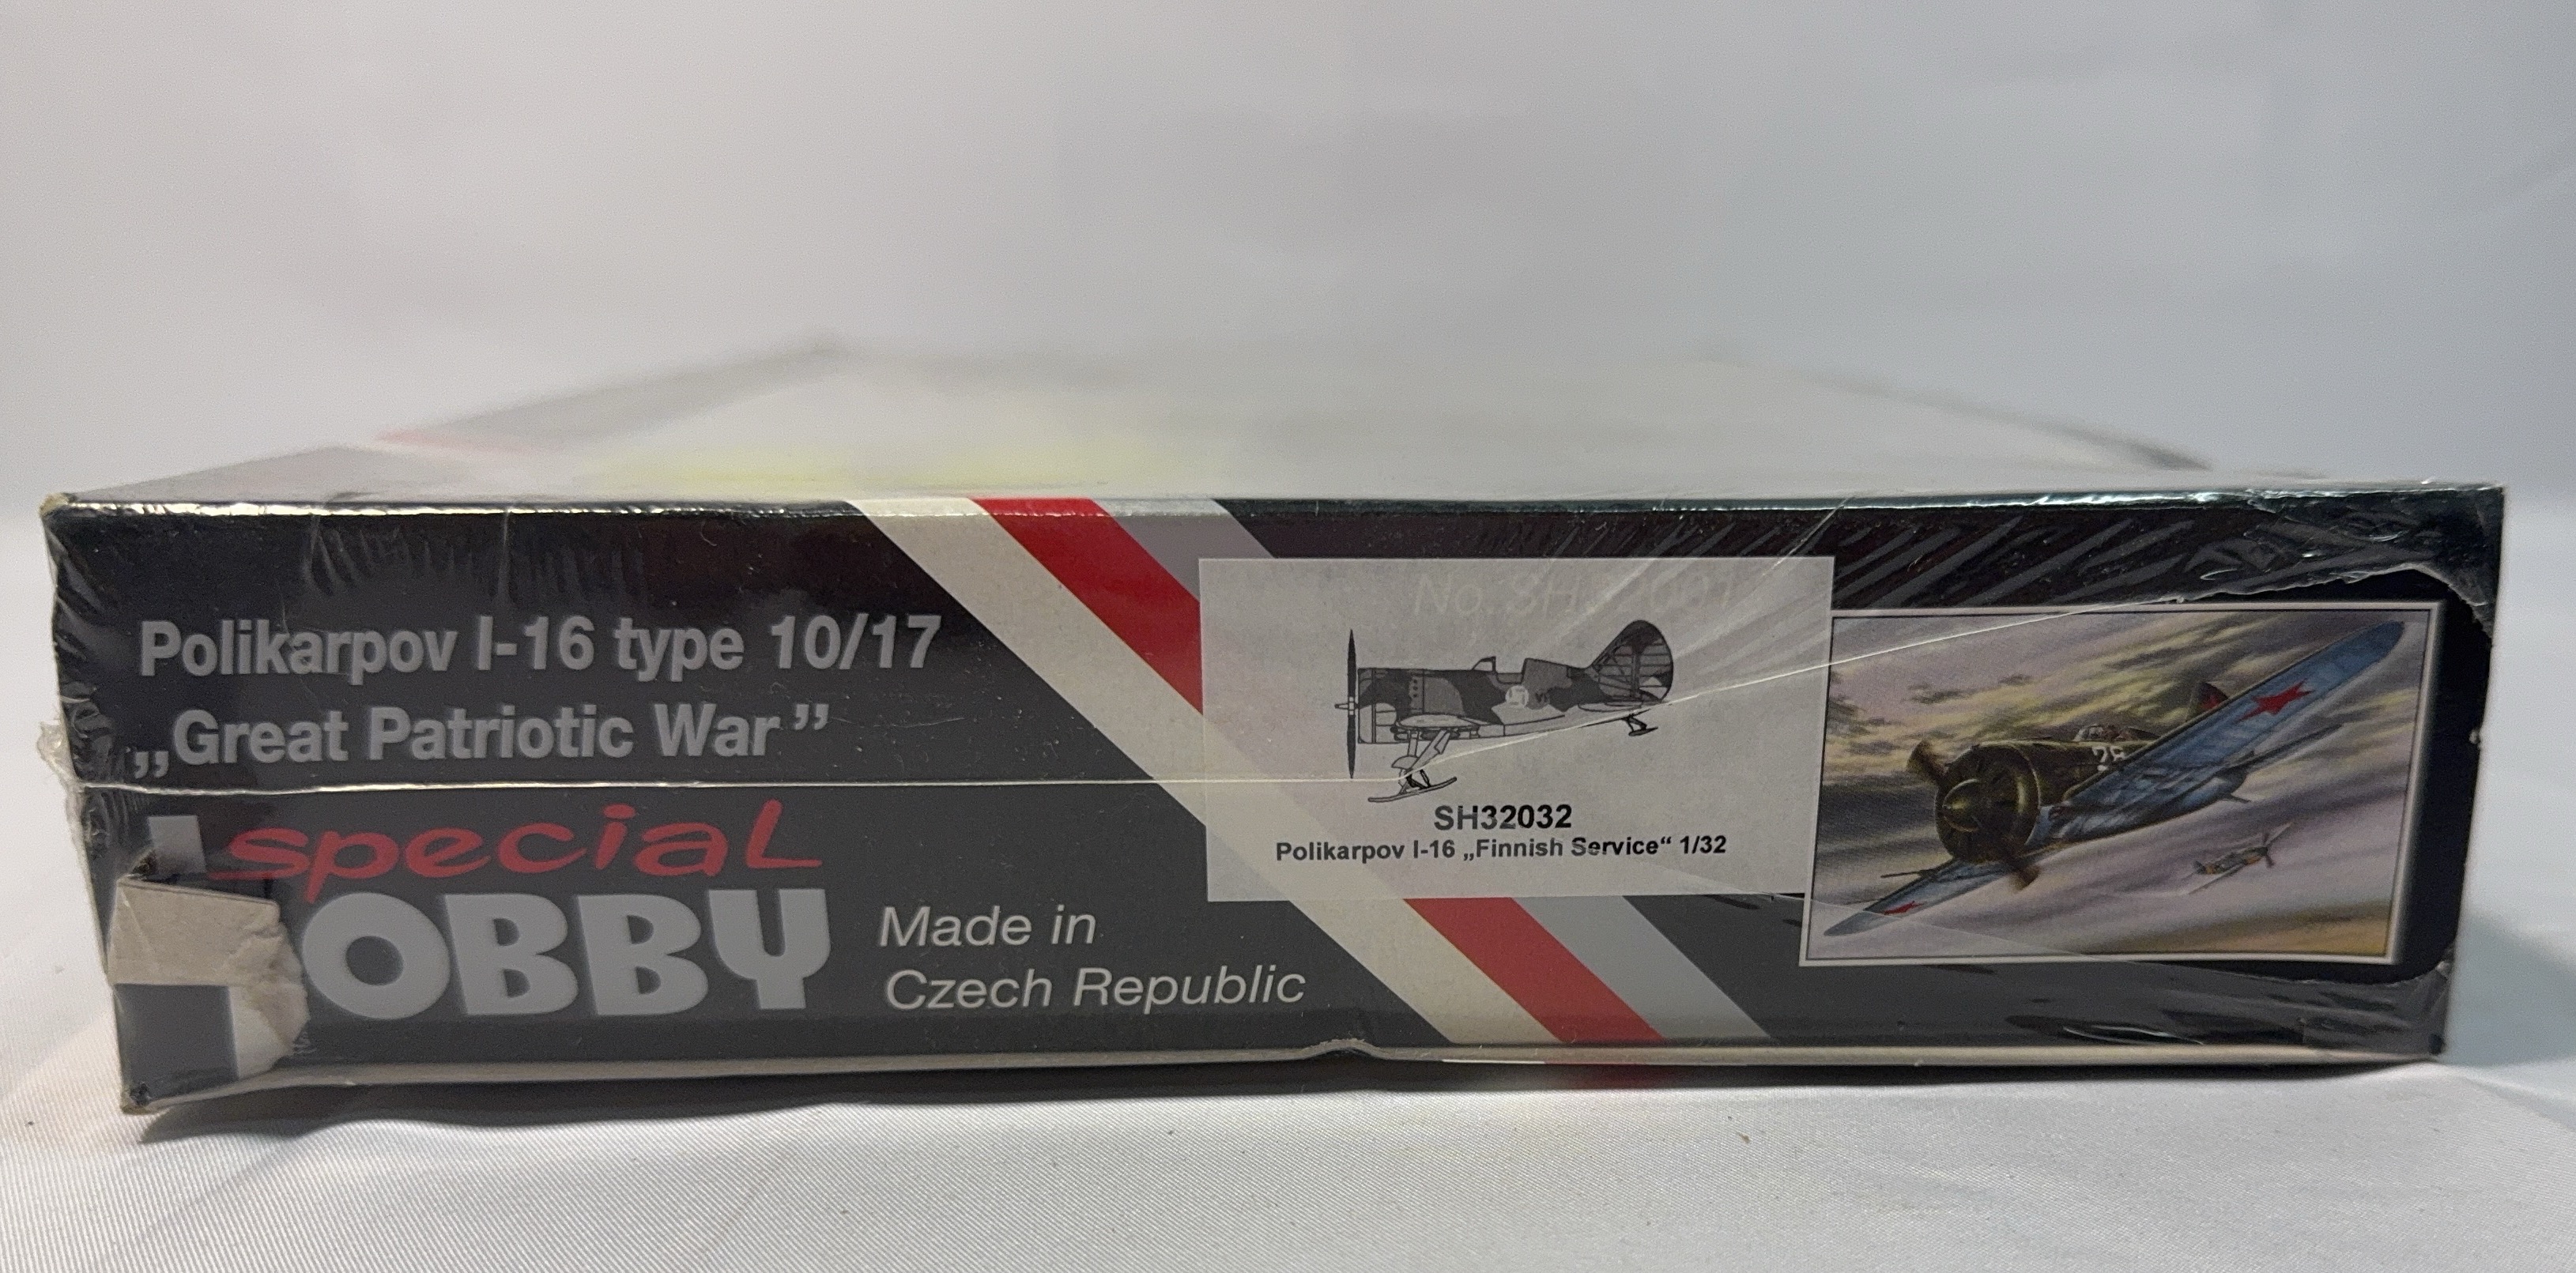 Polikarpov I-16 type 10/17
„Great Patriotic War”
special
HOBBY
Made in
Czech Republic
SH32032
Polikarpov I-16 „Finnish Service“ 1/32